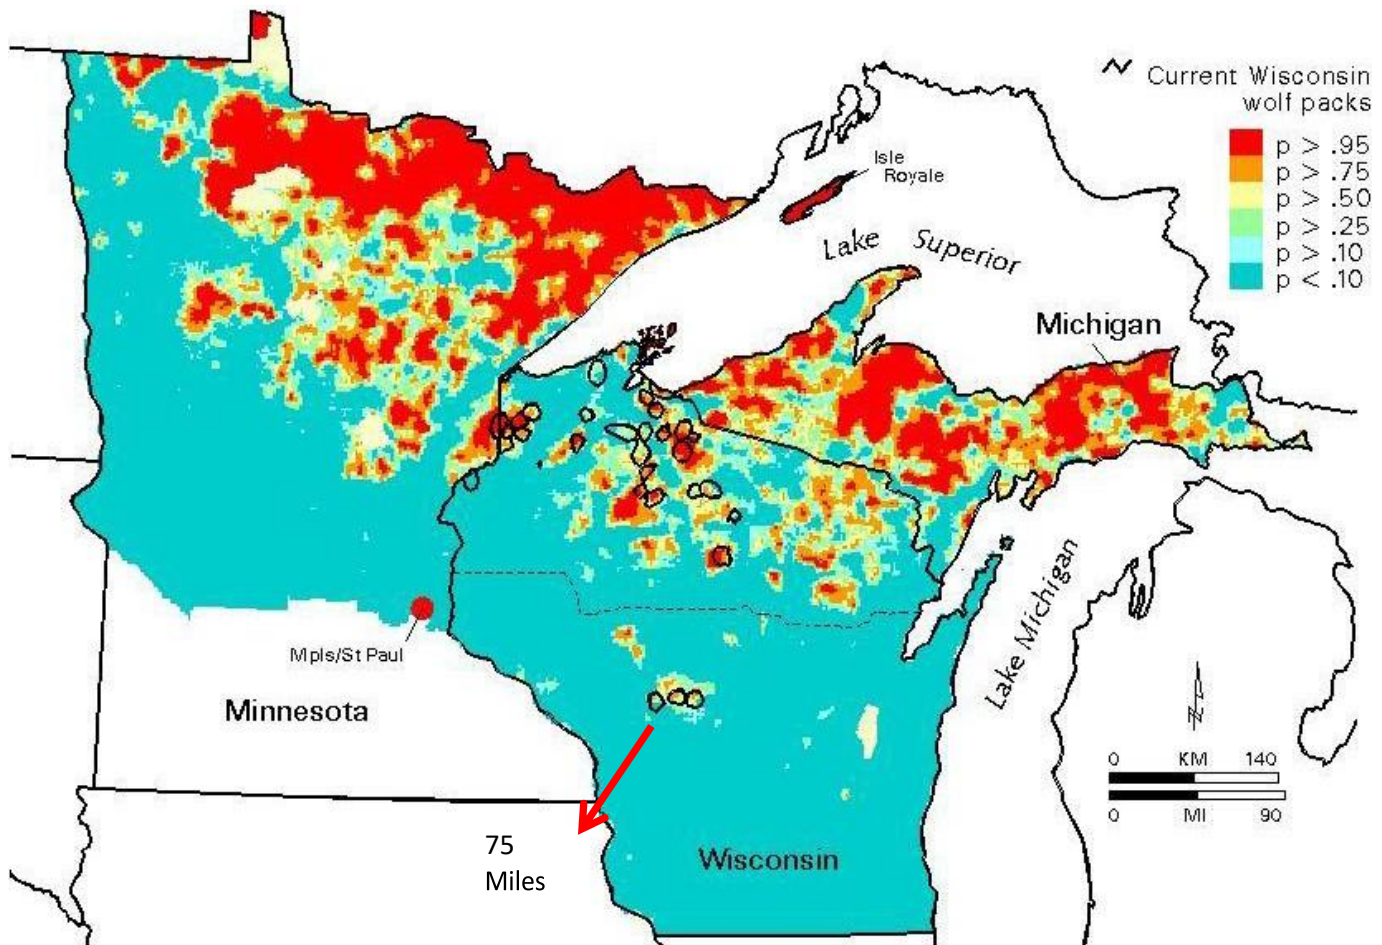 Current Wisconsin
wolf packs
p > .95
p > .75
p > .50
p > .25
p > .10
p < .10
Isle
Royale
Lake Superior
Michigan
Lake Michigan
Mpls/St Paul
Minnesota
0 KM 140
0 MI 90
75
Miles
Wisconsin
N